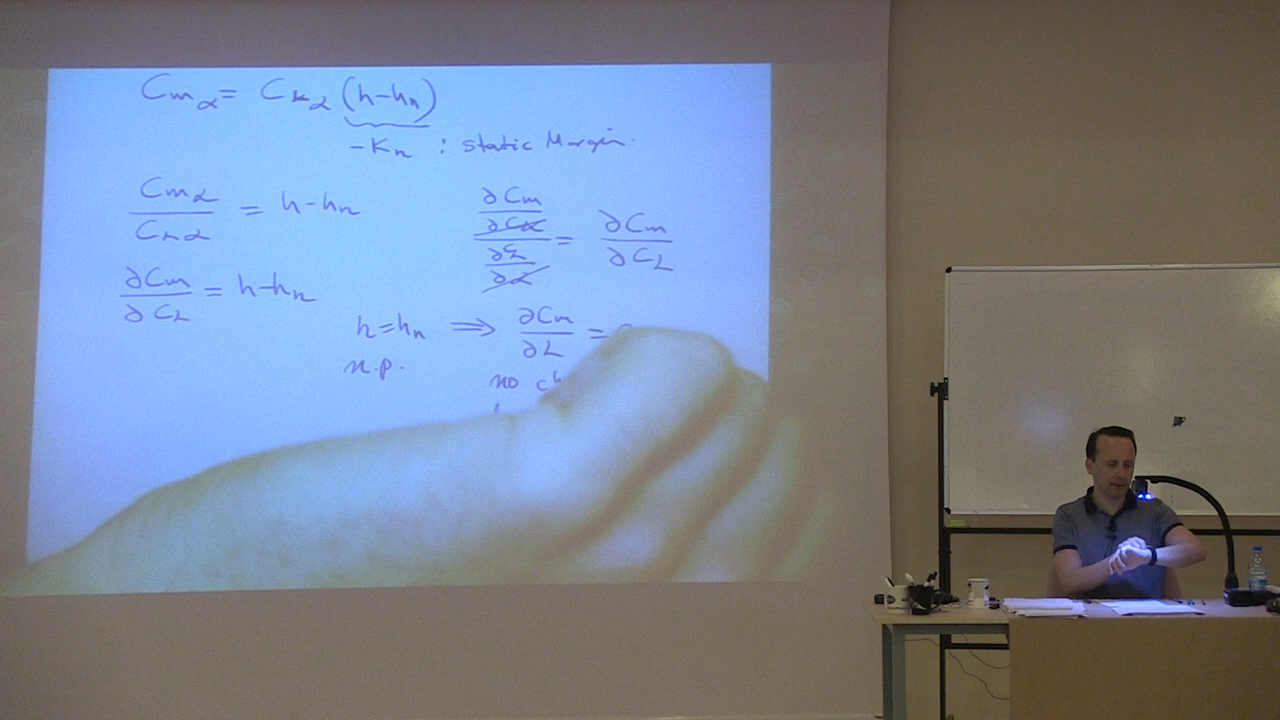 Cmα = CLα (h-hn)
-Kn : static Margin
Cmα / CLα = h-hn
∂Cm/∂α / ∂CL/∂α = ∂Cm/∂CL
∂Cm/∂CL = h-hn
h=hn ⟹ ∂Cm/∂L =
n.p.
no